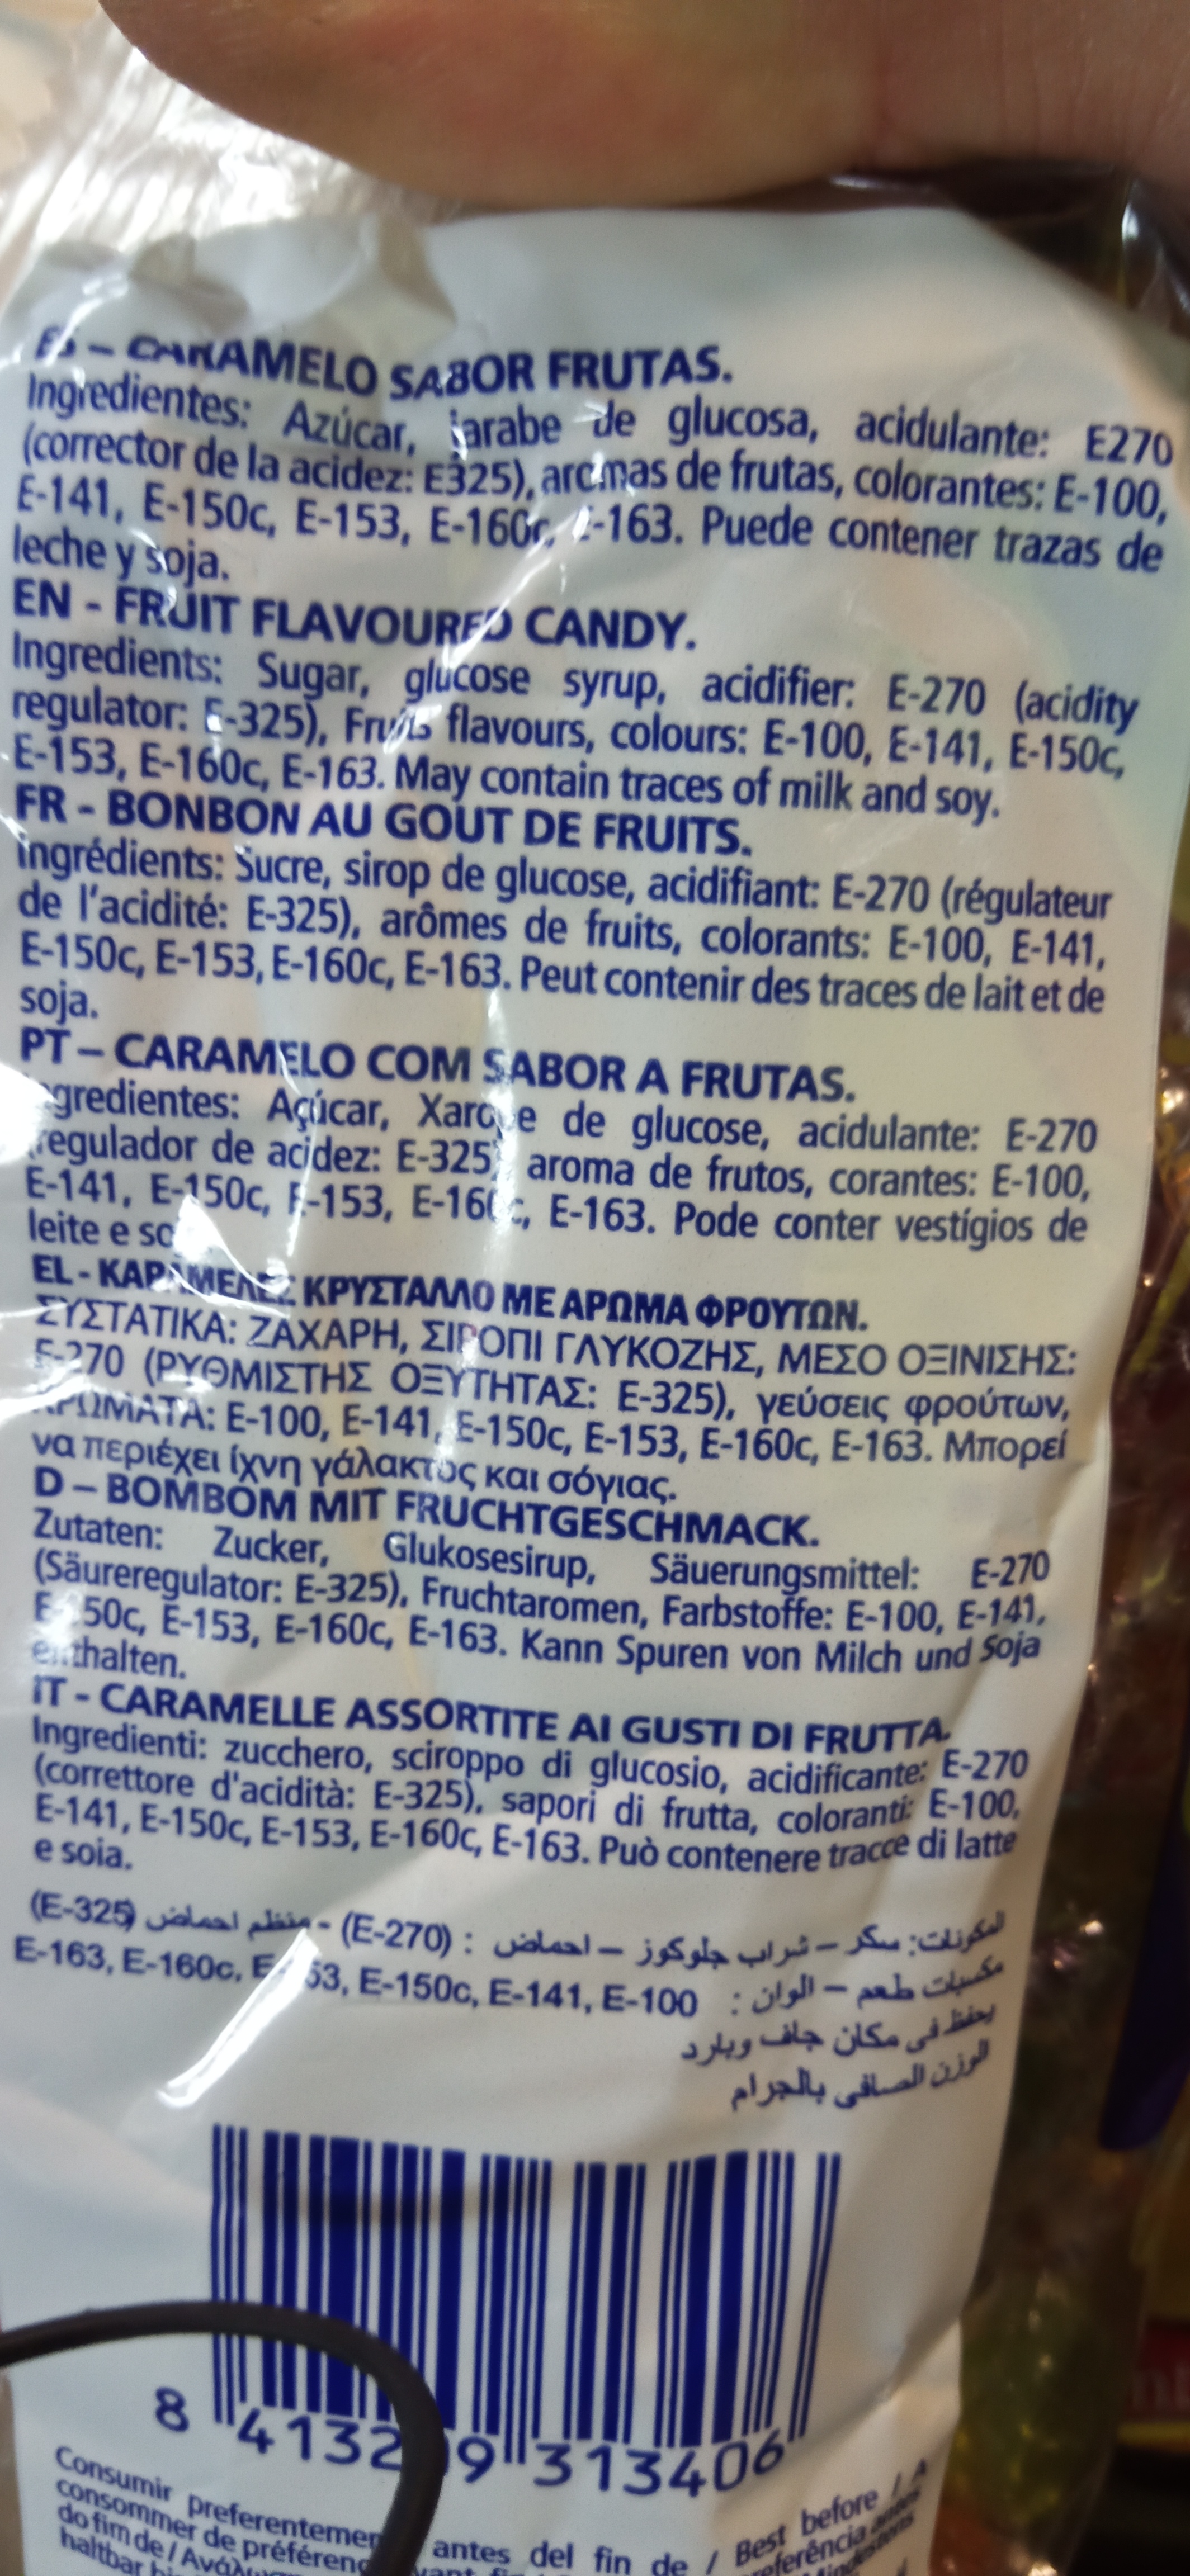 ES – CARAMELO SABOR FRUTAS.
Ingredientes: Azúcar, jarabe de glucosa, acidulante: E270
(corrector de la acidez: E325), aromas de frutas, colorantes: E-100,
E-141, E-150c, E-153, E-160c, E-163. Puede contener trazas de
leche y soja.
EN - FRUIT FLAVOURED CANDY.
Ingredients: Sugar, glucose syrup, acidifier: E-270 (acidity
regulator: E-325), Fruits flavours, colours: E-100, E-141, E-150c,
E-153, E-160c, E-163. May contain traces of milk and soy.
FR - BONBON AU GOUT DE FRUITS.
ingrédients: Sucre, sirop de glucose, acidifiant: E-270 (régulateur
de l'acidité: E-325), arômes de fruits, colorants: E-100, E-141,
E-150c, E-153, E-160c, E-163. Peut contenir des traces de lait et de
soja.
PT – CARAMELO COM SABOR A FRUTAS.
Ingredientes: Açúcar, Xarope de glucose, acidulante: E-270
(regulador de acidez: E-325), aroma de frutos, corantes: E-100,
E-141, E-150c, E-153, E-160c, E-163. Pode conter vestígios de
leite e
EL - ΚΑΡΑΜΕΛΕΣ ΚΡΥΣΤΑΛΛΟ ΜΕ ΑΡΩΜΑ ΦΡΟΥΤΩΝ.
ΣΥΣΤΑΤΙΚΑ: ΖΑΧΑΡΗ, ΣΙΡΟΠΙ ΓΛΥΚΟΖΗΣ, ΜΕΣΟ ΟΞΙΝΙΣΗΣ:
E-270 (ΡΥΘΜΙΣΤΗΣ ΟΞΥΤΗΤΑΣ: E-325), γεύσεις φρούτων,
ΧΡΩΜΑΤΑ: E-100, E-141, E-150c, E-153, E-160c, E-163. Μπορεί
να περιέχει ίχνη γάλακτος και σόγιας.
D – BOMBOM MIT FRUCHTGESCHMACK.
Zutaten: Zucker, Glukosesirup, Säuerungsmittel: E-270
(Säureregulator: E-325), Fruchtaromen, Farbstoffe: E-100, E-141,
E-150c, E-153, E-160c, E-163. Kann Spuren von Milch und Soja
enthalten.
IT - CARAMELLE ASSORTITE AI GUSTI DI FRUTTA.
Ingredienti: zucchero, sciroppo di glucosio, acidificante: E-270
(correttore d'acidità: E-325), sapori di frutta, coloranti: E-100,
E-141, E-150c, E-153, E-160c, E-163. Può contenere tracce di latte
e soia.
المكونات: سكر – شراب جلوكوز – احماض : (E-270) - منظم احماض (E-325)
مكسبات طعم – الوان : E-163, E-160c, E-153, E-150c, E-141, E-100
يحفظ في مكان جاف وبارد
الوزن الصافي بالجرام
8 413209 313406
Consumir antes del fin de / Best before / A
consommer de
do fim de /
haltbar